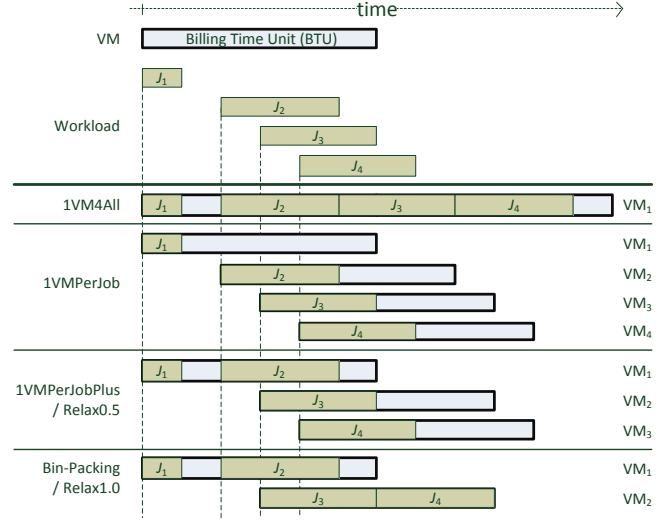 time
VM Billing Time Unit (BTU)
J1
J2
Workload
J3
J4
1VM4All J1 J2 J3 J4 VM1
J1 VM1
1VMPerJob J2 VM2
J3 VM3
J4 VM4
J1 J2 VM1
1VMPerJobPlus
/ Relax0.5
J3 VM2
J4 VM3
Bin-Packing
/ Relax1.0
J1 J2 VM1
J3 J4 VM2